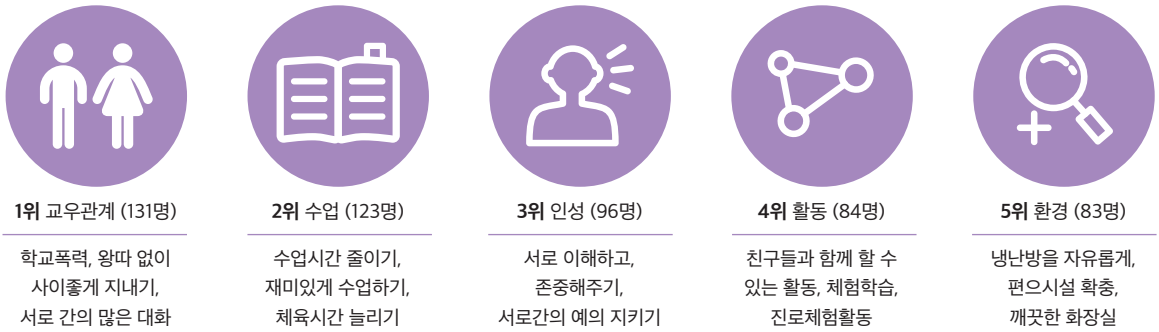 1위 교우관계 (131명)
학교폭력, 왕따 없이
사이좋게 지내기,
서로 간의 많은 대화
2위 수업 (123명)
수업시간 줄이기,
재미있게 수업하기,
체육시간 늘리기
3위 인성 (96명)
서로 이해하고,
존중해주기,
서로간의 예의 지키기
4위 활동 (84명)
친구들과 함께 할 수
있는 활동, 체험학습,
진로체험활동
5위 환경 (83명)
냉난방을 자유롭게,
편으시설 확충,
깨끗한 화장실